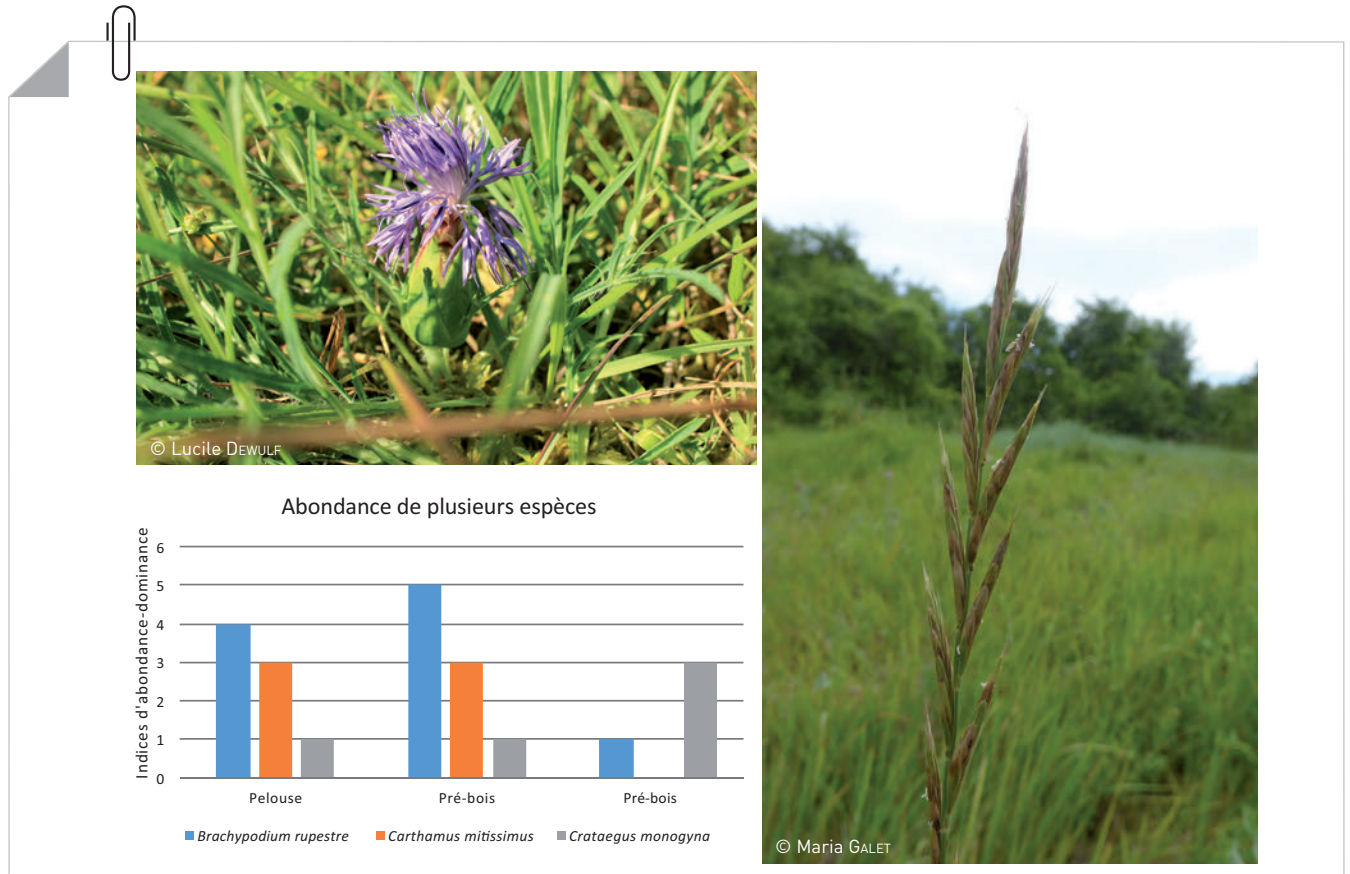 © Lucile DEWULF
Abondance de plusieurs espèces
Indices d'abondance-dominance
6
5
4
3
2
1
0
Pelouse
Pré-bois
Pré-bois
Brachypodium rupestre
Carthamus mitissimus
Crataegus monogyna
© Maria GALET